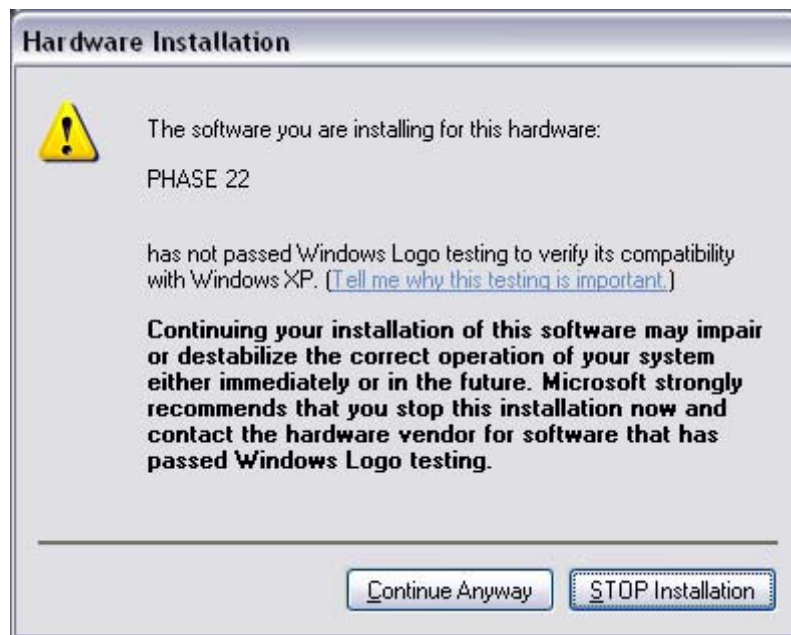 Hardware Installation
The software you are installing for this hardware:
PHASE 22
has not passed Windows Logo testing to verify its compatibility
with Windows XP. (Tell me why this testing is important.)
Continuing your installation of this software may impair
or destabilize the correct operation of your system
either immediately or in the future. Microsoft strongly
recommends that you stop this installation now and
contact the hardware vendor for software that has
passed Windows Logo testing.
Continue Anyway
STOP Installation